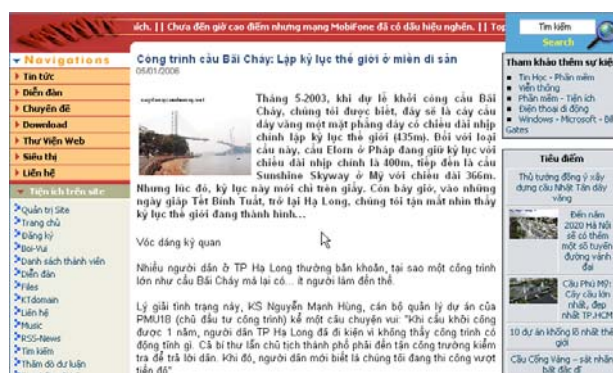 ích. || Chưa đến giờ cao điểm nhưng mạng MobiFone đã có dấu hiệu nghẽn. || Top
Tìm kiếm
Search
Navigations
Tin tức
Diễn đàn
Chuyên đề
Download
Thư Viện Web
Siêu thị
Liên hệ
Tiện ích trên site
Quản trị Site
Trang chủ
Đăng ký
Boi-Vui
Danh sách thành viên
Diễn đàn
Files
KTdomain
Liên hệ
Music
RSS-News
Tìm kiếm
Thăm dò dư luận
Công trình cầu Bãi Cháy: Lập kỷ lục thế giới ở miền di sản
05/01/2006
Tháng 5-2003, khi dự lễ khởi công cầu Bãi
Cháy, chúng tôi được biết, đây sẽ là cây cầu
dây văng một mặt phẳng dây có chiều dài nhịp
chính lập kỷ lục thế giới (435m). Đối với loại
cầu này, cầu Elorn ở Pháp đang giữ kỷ lục với
chiều dài nhịp chính là 400m, tiếp đến là cầu
Sunshine Skyway ở Mỹ với chiều dài 366m.
Nhưng lúc đó, kỷ lục này mới chỉ trên giấy. Còn bây giờ, vào những
ngày giáp Tết Bính Tuất, trở lại Hạ Long, chúng tôi tận mắt nhìn thấy
kỷ lục thế giới đang thành hình...
Vóc dáng kỳ quan
Nhiều người dân ở TP Hạ Long thường băn khoăn, tại sao một công trình
lớn như cầu Bãi Cháy mà lại có... ít người làm đến thế.
Lý giải tình trạng này, KS Nguyễn Mạnh Hùng, cán bộ quản lý dự án của
PMU18 (chủ đầu tư công trình) kể một câu chuyện vui: "Khi cầu khởi công
được 1 năm, người dân TP Hạ Long đã đi kiện vì không thấy công trình có
động tĩnh gì. Cả bí thư lẫn chủ tịch thành phố phải đến tận công trường kiểm
tra để trả lời dân. Khi đó, người dân mới biết là chúng tôi đang thi công vượt
tiến độ".
Tham khảo thêm sự kiện
Tin Học - Phần mềm
Viễn thông
Phần mềm - Tiện ích
Điện thoại di động
Windows - Microsoft - Bill
Gates
Tiêu điểm
Thủ tướng đồng ý xây
dựng cầu Nhật Tân dây
văng
Đến năm
2020 Hà Nội
sẽ có thêm
một số tuyến
đường vành
đai
Cầu Phú Mỹ:
Cây cầu lớn
nhất, đẹp
nhất TP.HCM
10 dự án khổng lồ nhất thế
giới
Cầu Cổng Vàng - sát nhân
bất đắc dĩ